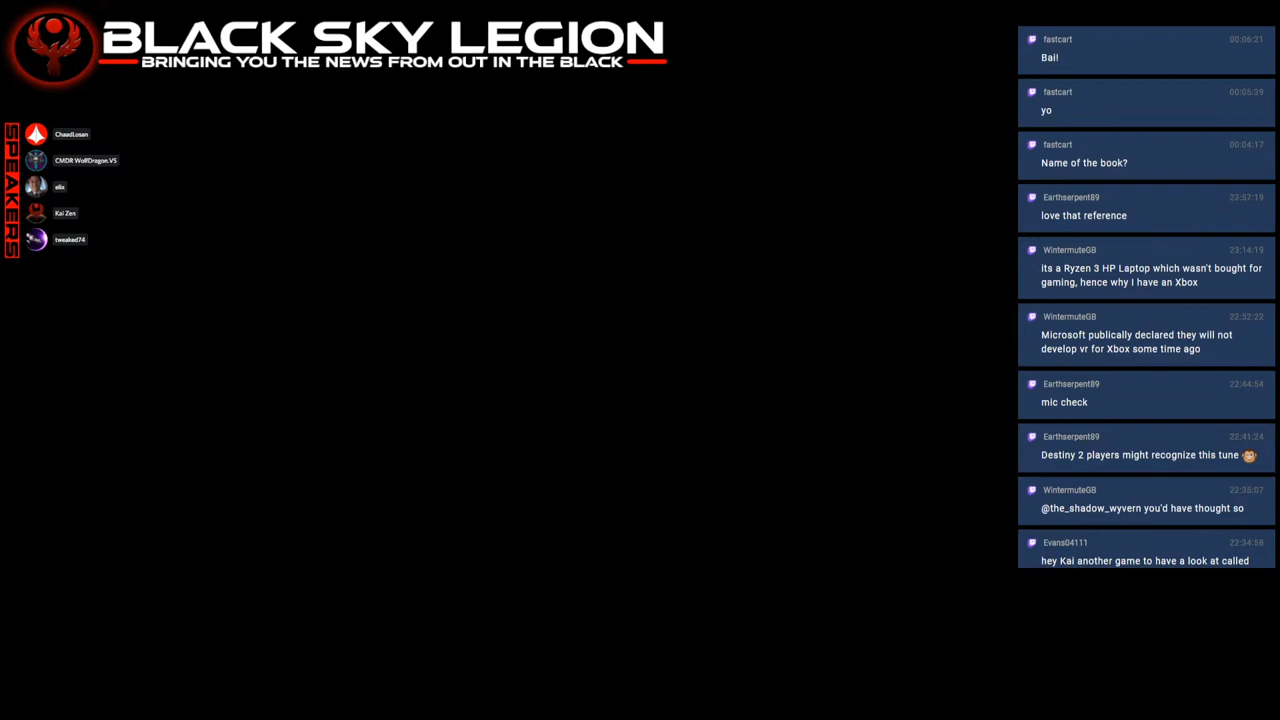 BLACK SKY LEGION
BRINGING YOU THE NEWS FROM OUT IN THE BLACK
SPEAKERS
ChaadLosan
CMDR WolfDragon.VS
elix
Kai Zen
tweaked74
fastcart 00:06:21
Bai!
fastcart 00:05:39
yo
fastcart 00:04:17
Name of the book?
Earthserpent89 23:57:19
love that reference
WintermuteGB 23:14:19
its a Ryzen 3 HP Laptop which wasn't bought for
gaming, hence why I have an Xbox
WintermuteGB 22:52:22
Microsoft publically declared they will not
develop vr for Xbox some time ago
Earthserpent89 22:44:54
mic check
Earthserpent89 22:41:24
Destiny 2 players might recognize this tune
WintermuteGB 22:35:07
@the_shadow_wyvern you'd have thought so
Evans04111 22:34:58
hey Kai another game to have a look at called